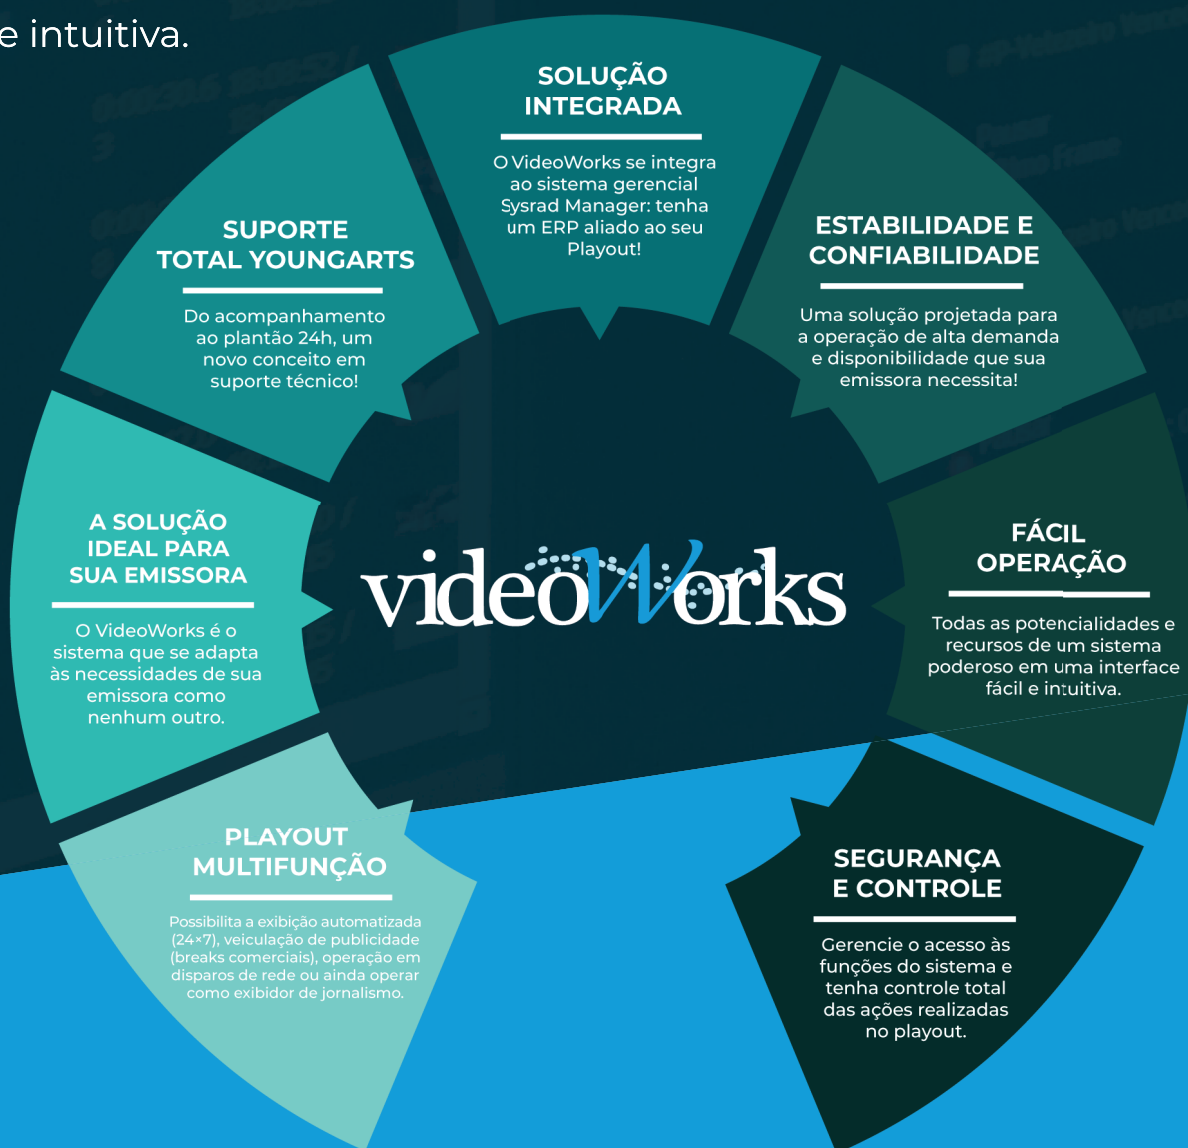 e intuitiva.
SOLUÇÃO
INTEGRADA
O VideoWorks se integra
ao sistema gerencial
Sysrad Manager: tenha
um ERP aliado ao seu
Playout!
SUPORTE
TOTAL YOUNGARTS
Do acompanhamento
ao plantão 24h, um
novo conceito em
suporte técnico!
ESTABILIDADE E
CONFIABILIDADE
Uma solução projetada para
a operação de alta demanda
e disponibilidade que sua
emissora necessita!
A SOLUÇÃO
IDEAL PARA
SUA EMISSORA
O VideoWorks é o
sistema que se adapta
às necessidades de sua
emissora como
nenhum outro.
videoWorks
FÁCIL
OPERAÇÃO
Todas as potencialidades e
recursos de um sistema
poderoso em uma interface
fácil e intuitiva.
PLAYOUT
MULTIFUNÇÃO
Possibilita a exibição automatizada
(24×7), veiculação de publicidade
(breaks comerciais), operação em
disparos de rede ou ainda operar
como exibidor de jornalismo.
SEGURANÇA
E CONTROLE
Gerencie o acesso às
funções do sistema e
tenha controle total
das ações realizadas
no playout.